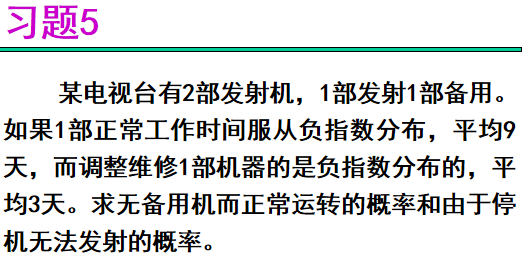 习题5
某电视台有2部发射机，1部发射1部备用。
如果1部正常工作时间服从负指数分布，平均9
天，而调整维修1部机器的是负指数分布的，平
均3天。求无备用机而正常运转的概率和由于停
机无法发射的概率。